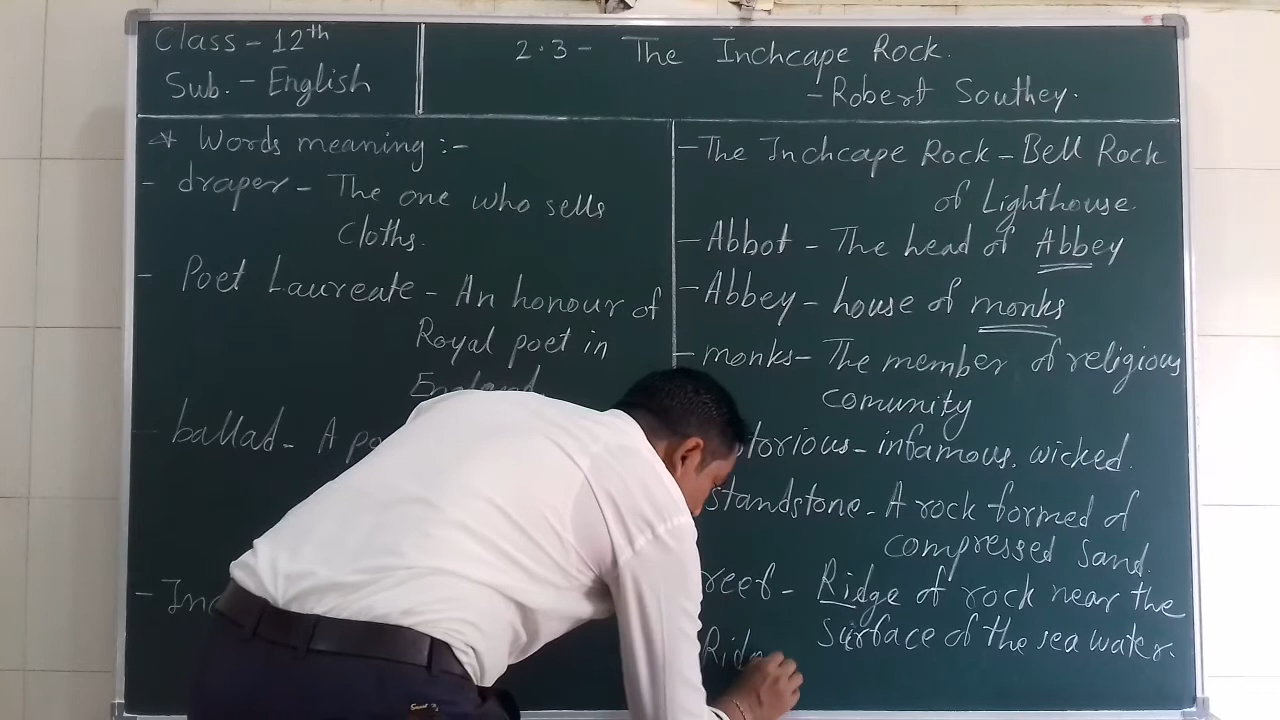 Class - 12th
Sub. - English
2.3 - The Inchcape Rock.
- Robert Southey.
* Words meaning :-
- draper - The one who sells
cloths.
- Poet Laureate - An honour of
Royal poet in
England
- ballad - A
- The Inchcape Rock - Bell Rock
of Lighthouse.
- Abbot - The head of Abbey
- Abbey - house of monks
- monks - The member of religious
comunity
torious - infamous, wicked.
standstone - A rock formed of
compressed sand.
reef - Ridge of rock near the
surface of the sea water.